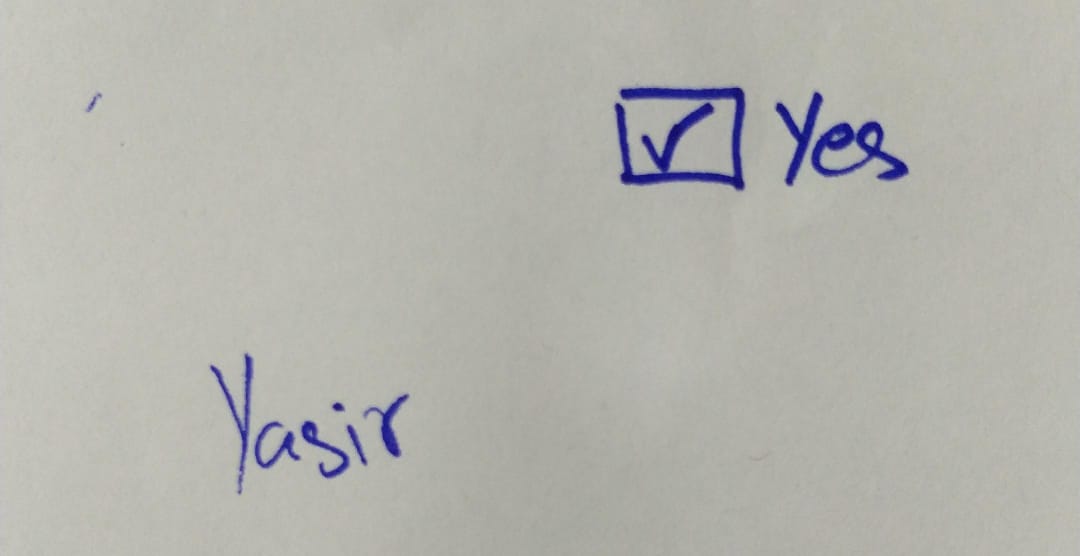 ☑ Yes
Yasir